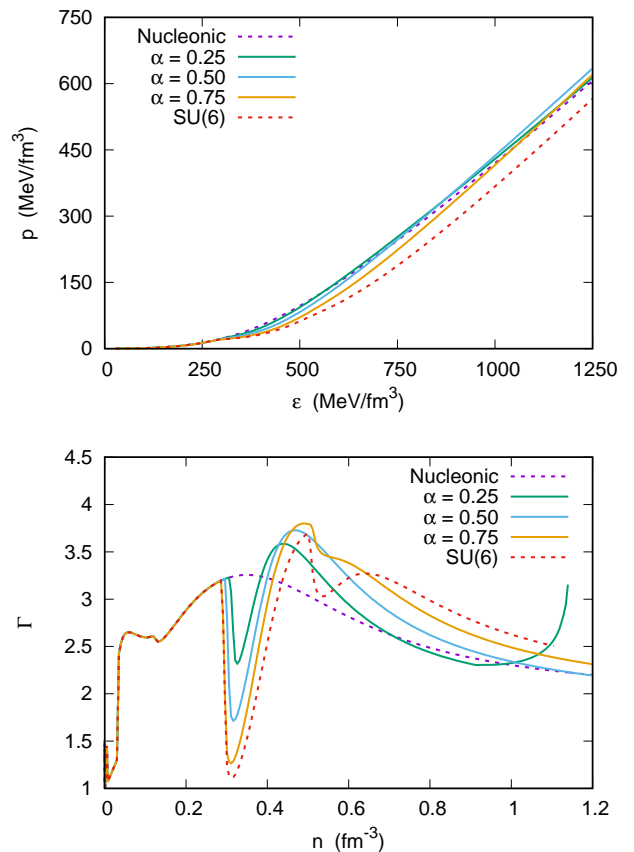 750
600
450
300
150
0
p (MeV/fm³)
Nucleonic
α = 0.25
α = 0.50
α = 0.75
SU(6)
0 250 500 750 1000 1250
ε (MeV/fm³)
4.5
4
3.5
3
2.5
2
1.5
1
Γ
Nucleonic
α = 0.25
α = 0.50
α = 0.75
SU(6)
0 0.2 0.4 0.6 0.8 1 1.2
n (fm⁻³)